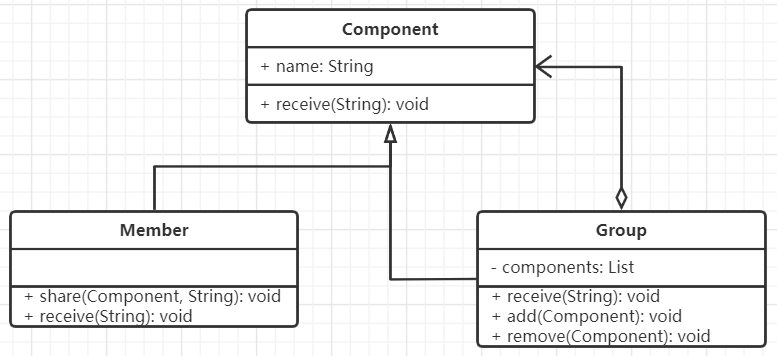 Component
+ name: String
+ receive(String): void
Member
+ share(Component, String): void
+ receive(String): void
Group
- components: List
+ receive(String): void
+ add(Component): void
+ remove(Component): void